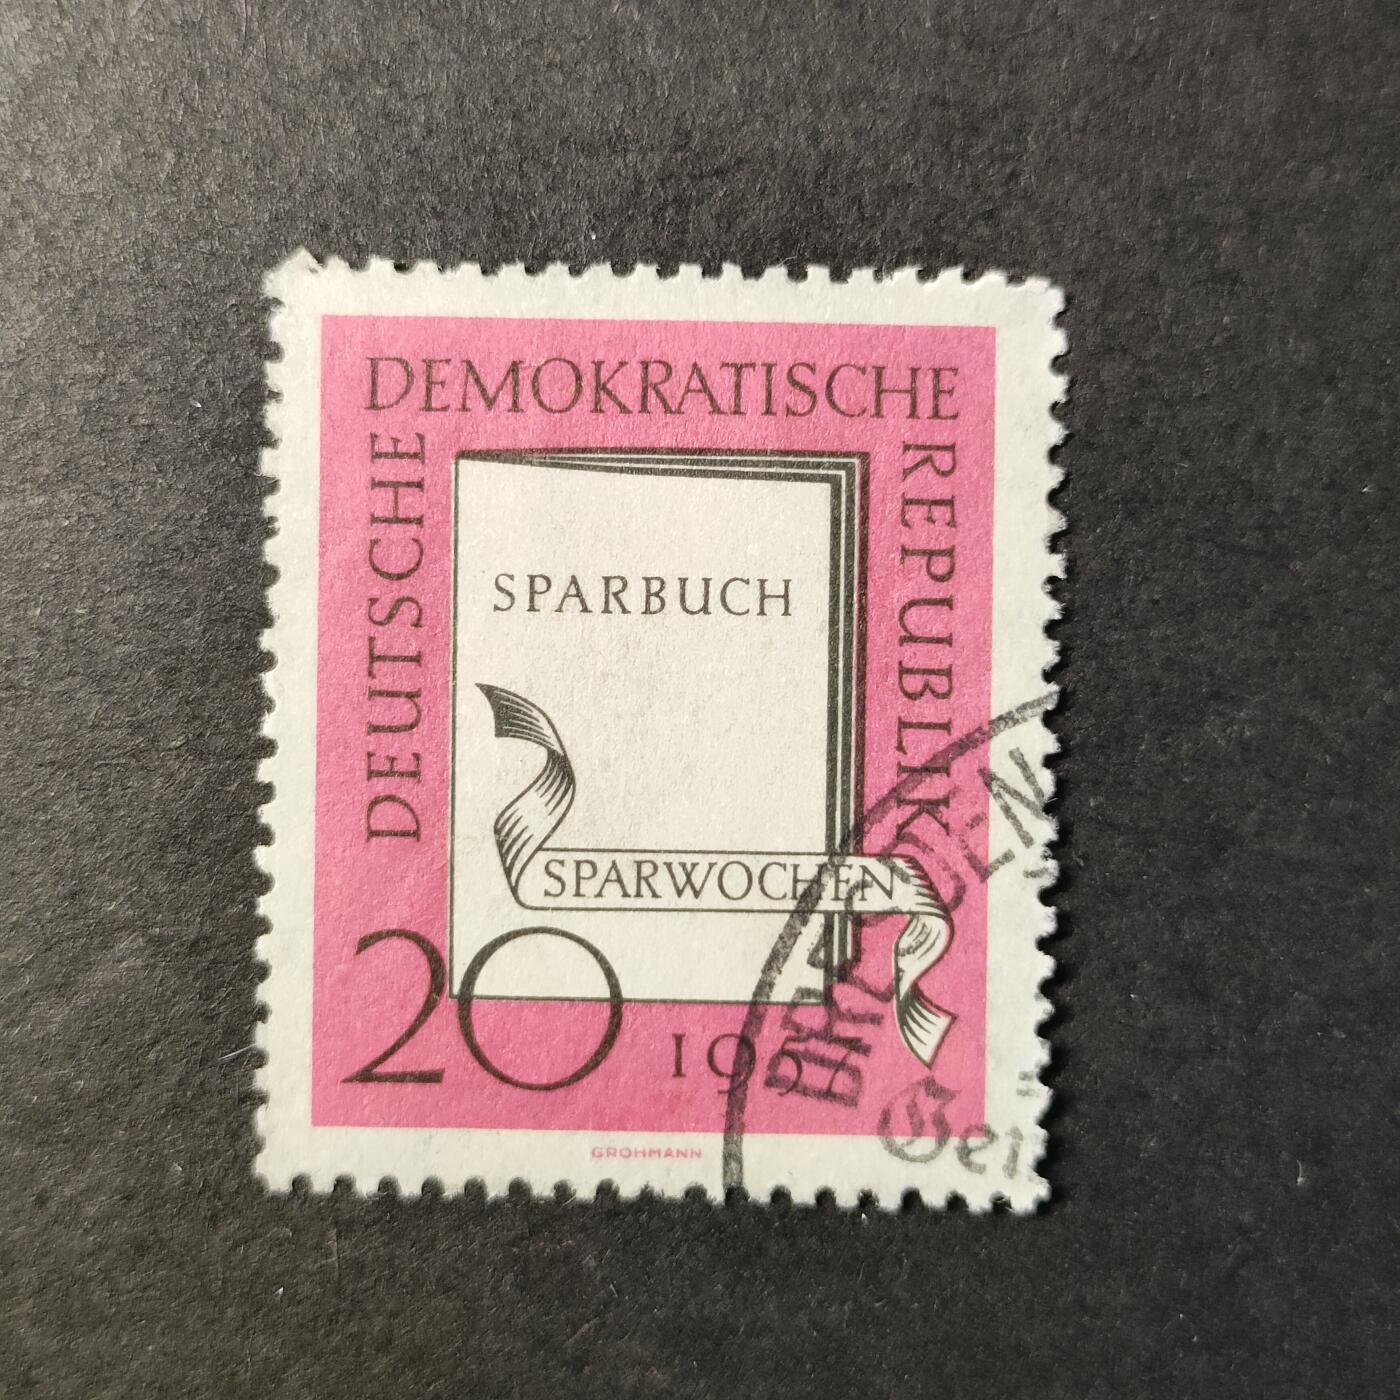 DEUTSCHE
DEMOKRATISCHE
REPUBLIK
SPARBUCH
SPARWOCHEN
20
GROHMANN